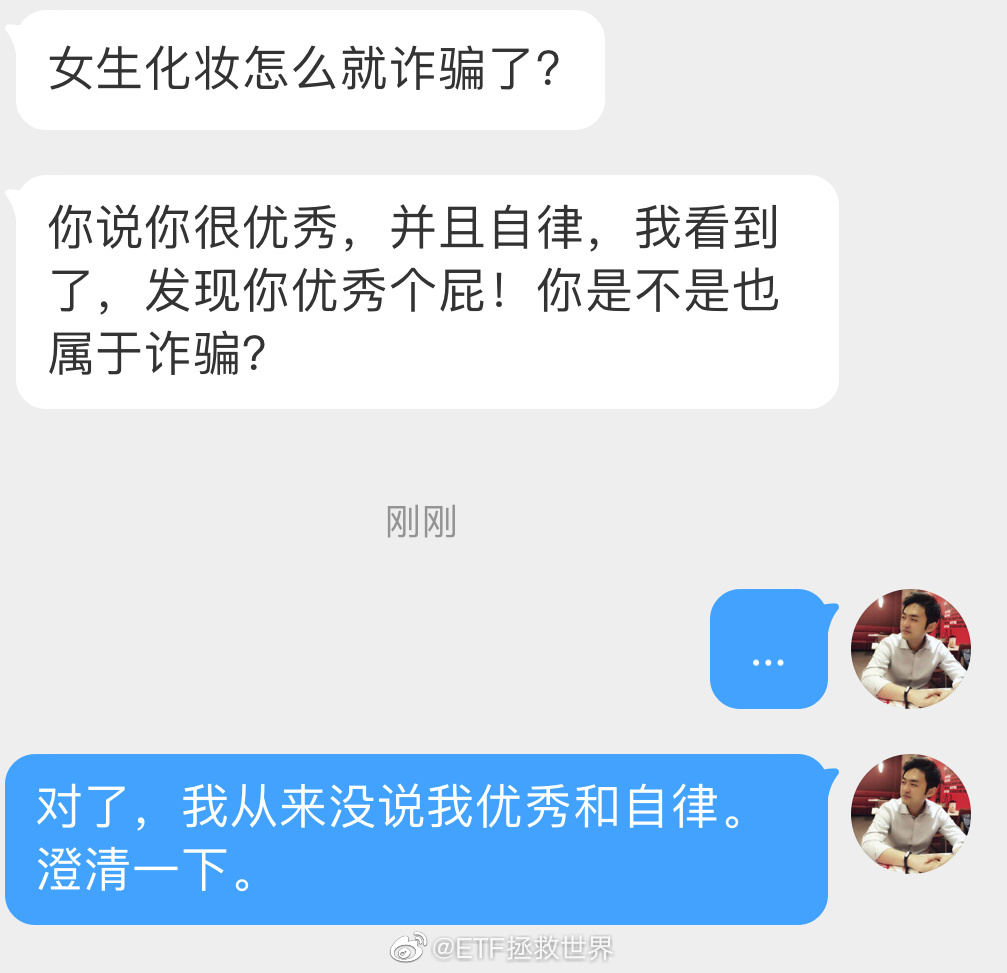 女生化妆怎么就诈骗了?
你说你很优秀，并且自律，我看到
了，发现你优秀个屁！你是不是也
属于诈骗?
刚刚
...
对了，我从来没说我优秀和自律。
澄清一下。
@ETF拯救世界